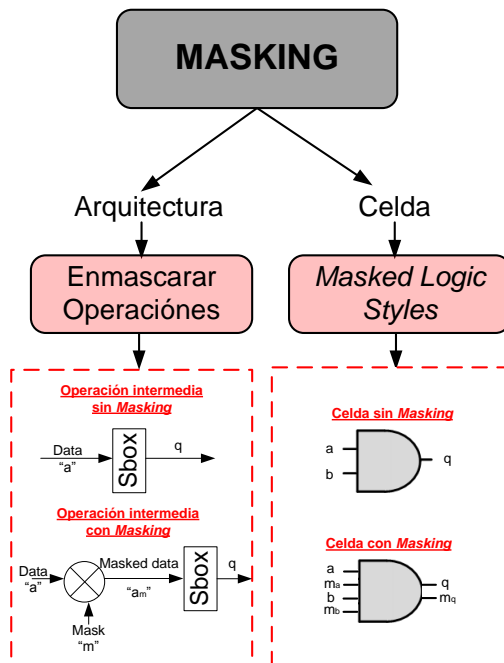 MASKING
Arquitectura
Celda
Enmascarar
Operaciónes
Masked Logic
Styles
Operación intermedia
sin Masking
Data
"a"
Sbox
q
Operación intermedia
con Masking
Data
"a"
Masked data
"am"
Sbox
q
Mask
"m"
Celda sin Masking
a
b
q
Celda con Masking
a
ma
b
mb
q
mq